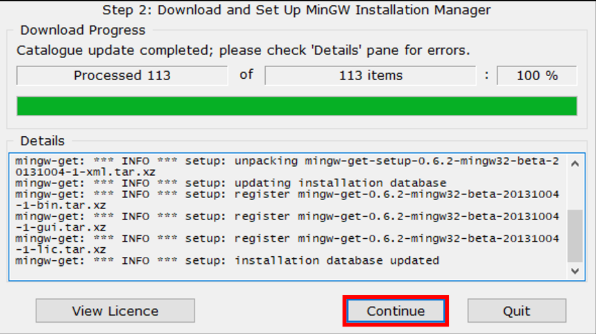 Step 2: Download and Set Up MinGW Installation Manager
Download Progress
Catalogue update completed; please check 'Details' pane for errors.
Processed 113 of 113 items : 100 %
Details
mingw-get: *** INFO *** setup: unpacking mingw-get-setup-0.6.2-mingw32-beta-2
0131004-1-xml.tar.xz
mingw-get: *** INFO *** setup: updating installation database
mingw-get: *** INFO *** setup: register mingw-get-0.6.2-mingw32-beta-20131004
-1-bin.tar.xz
mingw-get: *** INFO *** setup: register mingw-get-0.6.2-mingw32-beta-20131004
-1-gui.tar.xz
mingw-get: *** INFO *** setup: register mingw-get-0.6.2-mingw32-beta-20131004
-1-lic.tar.xz
mingw-get: *** INFO *** setup: installation database updated
View Licence Continue Quit